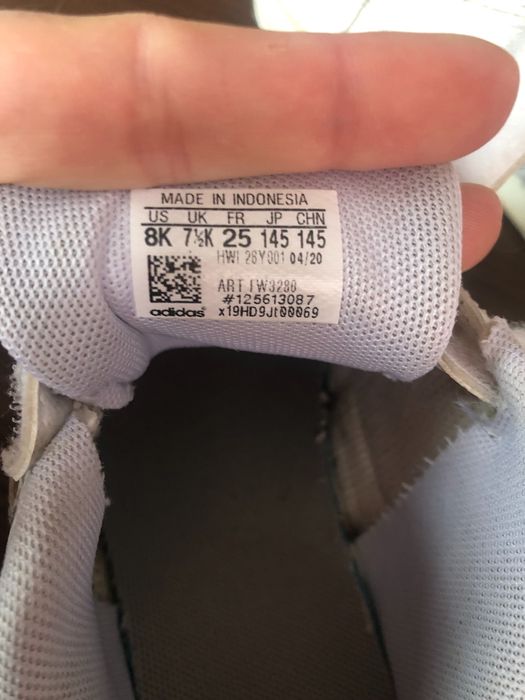 MADE IN INDONESIA
US UK FR JP CHN
8K 7½K 25 145 145
HWI 26Y001 04/20
ART FW3280
#125613087
adidas x19HD9Jt00069